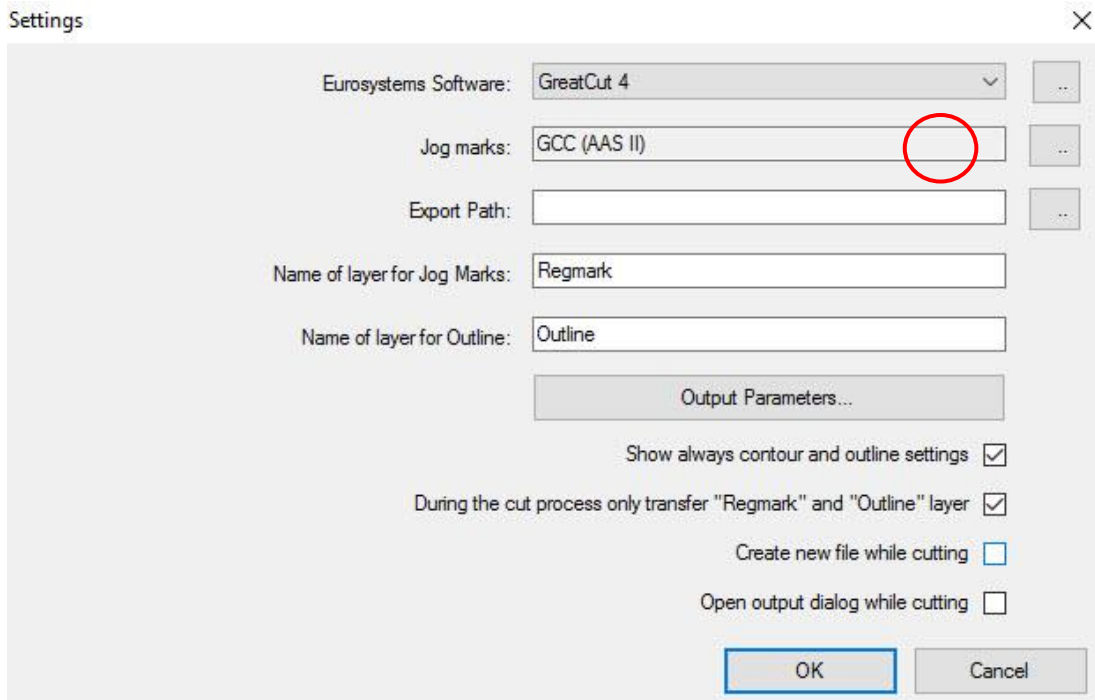 Settings
Eurosystems Software: GreatCut 4 ..
Jog marks: GCC (AAS II) ..
Export Path: ..
Name of layer for Jog Marks: Regmark
Name of layer for Outline: Outline
Output Parameters...
Show always contour and outline settings
During the cut process only transfer "Regmark" and "Outline" layer
Create new file while cutting
Open output dialog while cutting
OK Cancel